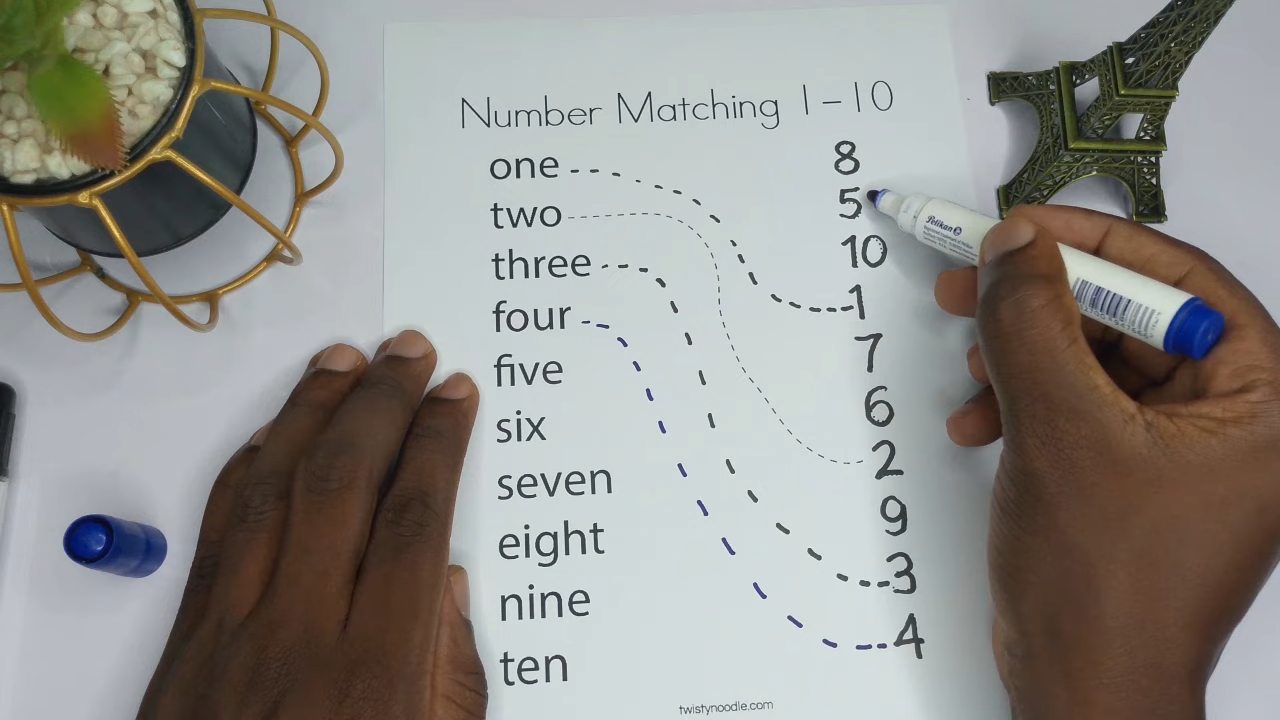 Number Matching 1-10
one 8
two 5
three 10
four 1
five 7
six 6
seven 2
eight 9
nine 3
ten 4
twistynoodle.com
Pelikan